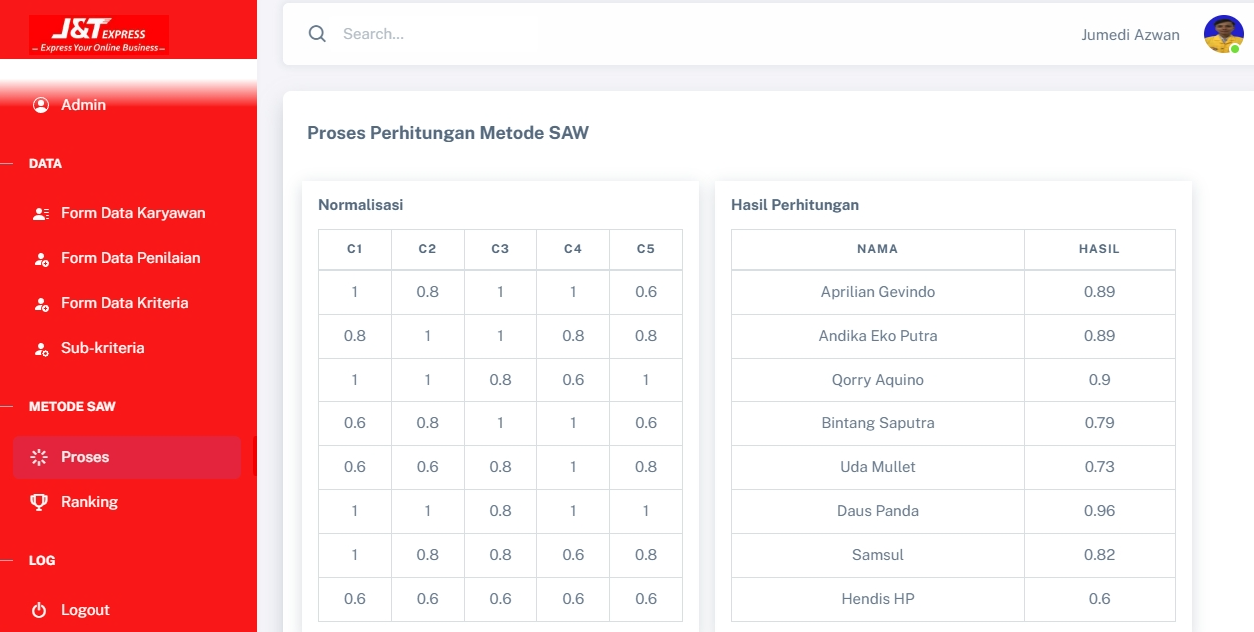 J&T EXPRESS
Express Your Online Business
Admin
DATA
Form Data Karyawan
Form Data Penilaian
Form Data Kriteria
Sub-kriteria
METODE SAW
Proses
Ranking
LOG
Logout
Search...
Jumedi Azwan
Proses Perhitungan Metode SAW
Normalisasi
C1 C2 C3 C4 C5
1 0.8 1 1 0.6
0.8 1 1 0.8 0.8
1 1 0.8 0.6 1
0.6 0.8 1 1 0.6
0.6 0.6 0.8 1 0.8
1 1 0.8 1 1
1 0.8 0.8 0.6 0.8
0.6 0.6 0.6 0.6 0.6
Hasil Perhitungan
NAMA HASIL
Aprilian Gevindo 0.89
Andika Eko Putra 0.89
Qorry Aquino 0.9
Bintang Saputra 0.79
Uda Mullet 0.73
Daus Panda 0.96
Samsul 0.82
Hendis HP 0.6